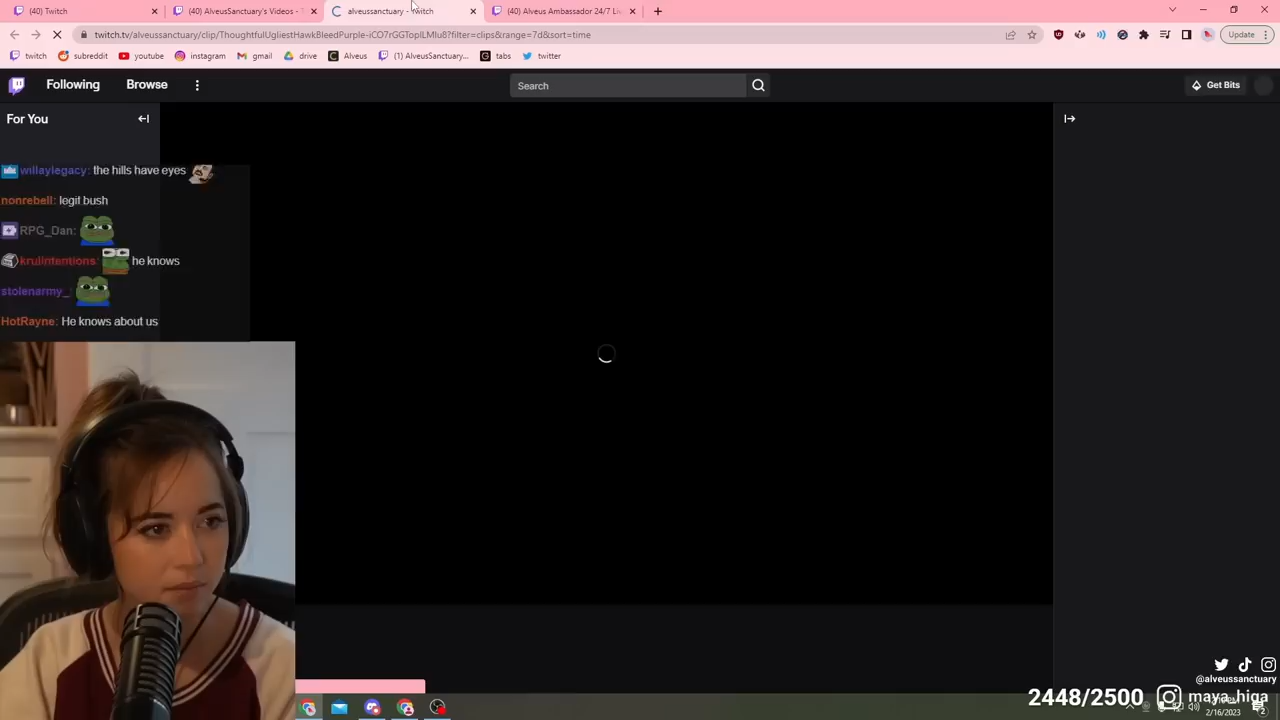 (40) Twitch
(40) AlveusSanctuary's Videos - T
alveussanctuary - Twitch
(40) Alveus Ambassador 24/7 Liv
twitch.tv/alveussanctuary/clip/ThoughtfulUgliestHawkBleedPurple-iCO7rGGTopILMlu8?filter=clips&range=7d&sort=time
Update
twitch
subreddit
youtube
instagram
gmail
drive
Alveus
(1) AlveusSanctuary...
tabs
twitter
Following
Browse
Search
Get Bits
For You
willaylegacy: the hills have eyes
nonrebell: legit bush
RPG_Dan:
krulintentions: he knows
stolenarmy_:
HotRayne: He knows about us
@alveussanctuary
2448/2500
maya_higa
2/16/2023